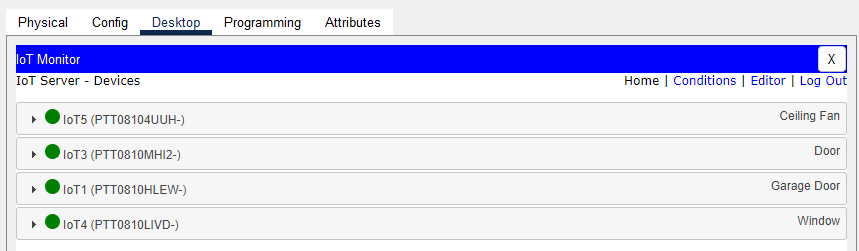 Physical Config Desktop Programming Attributes
IoT Monitor X
IoT Server - Devices Home | Conditions | Editor | Log Out
IoT5 (PTT08104UUH-) Ceiling Fan
IoT3 (PTT0810MHI2-) Door
IoT1 (PTT0810HLEW-) Garage Door
IoT4 (PTT0810LIVD-) Window